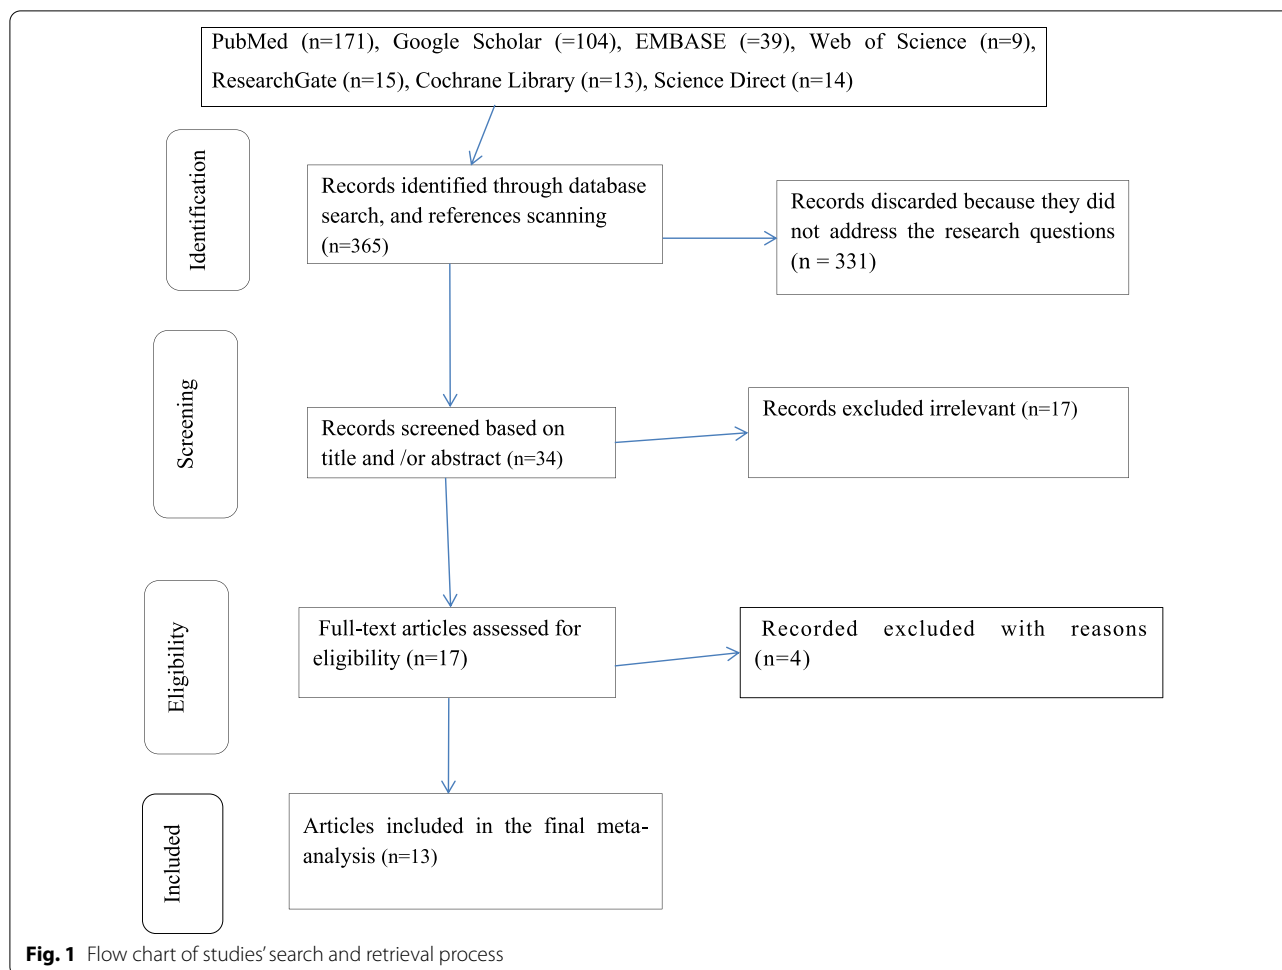 PubMed (n=171), Google Scholar (=104), EMBASE (=39), Web of Science (n=9),
ResearchGate (n=15), Cochrane Library (n=13), Science Direct (n=14)
Identification
Records identified through database
search, and references scanning
(n=365)
Records discarded because they did
not address the research questions
(n = 331)
Screening
Records screened based on
title and /or abstract (n=34)
Records excluded irrelevant (n=17)
Eligibility
Full-text articles assessed for
eligibility (n=17)
Recorded excluded with reasons
(n=4)
Included
Articles included in the final meta-
analysis (n=13)
Fig. 1 Flow chart of studies' search and retrieval process